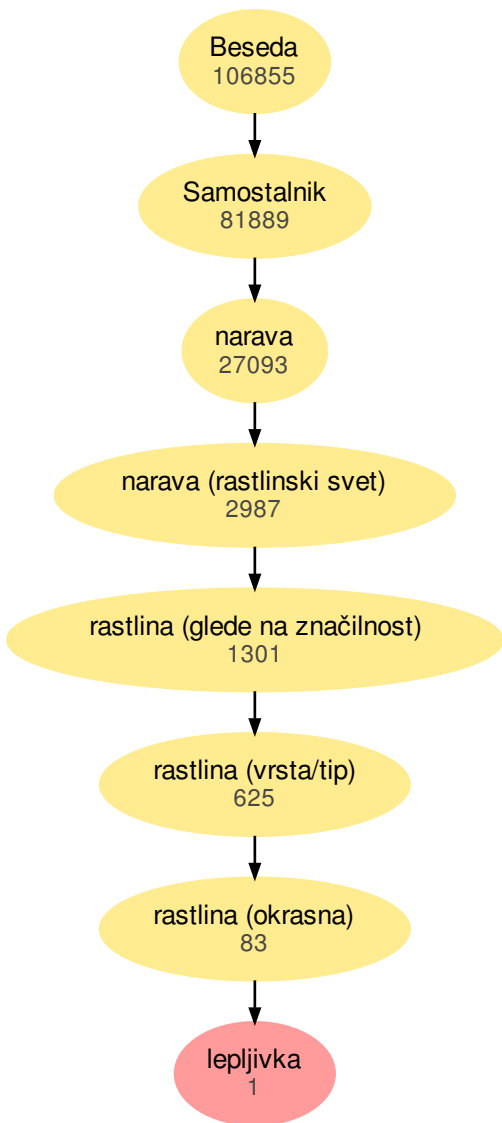 Beseda
106855
Samostalnik
81889
narava
27093
narava (rastlinski svet)
2987
rastlina (glede na značilnost)
1301
rastlina (vrsta/tip)
625
rastlina (okrasna)
83
lepljivka
1